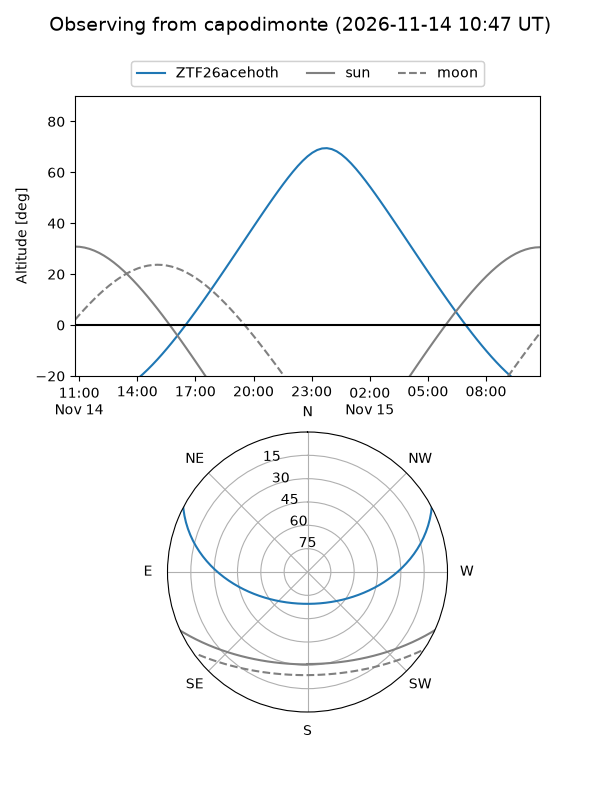 Observing from capodimonte (2026-11-14 10:47 UT)
ZTF26acehoth sun moon
Altitude [deg]
80
60
40
20
0
−20
11:00 14:00 17:00 20:00 23:00 02:00 05:00 08:00
Nov 14 Nov 15
N
NE NW
15
30
45
60
75
E W
SE SW
S